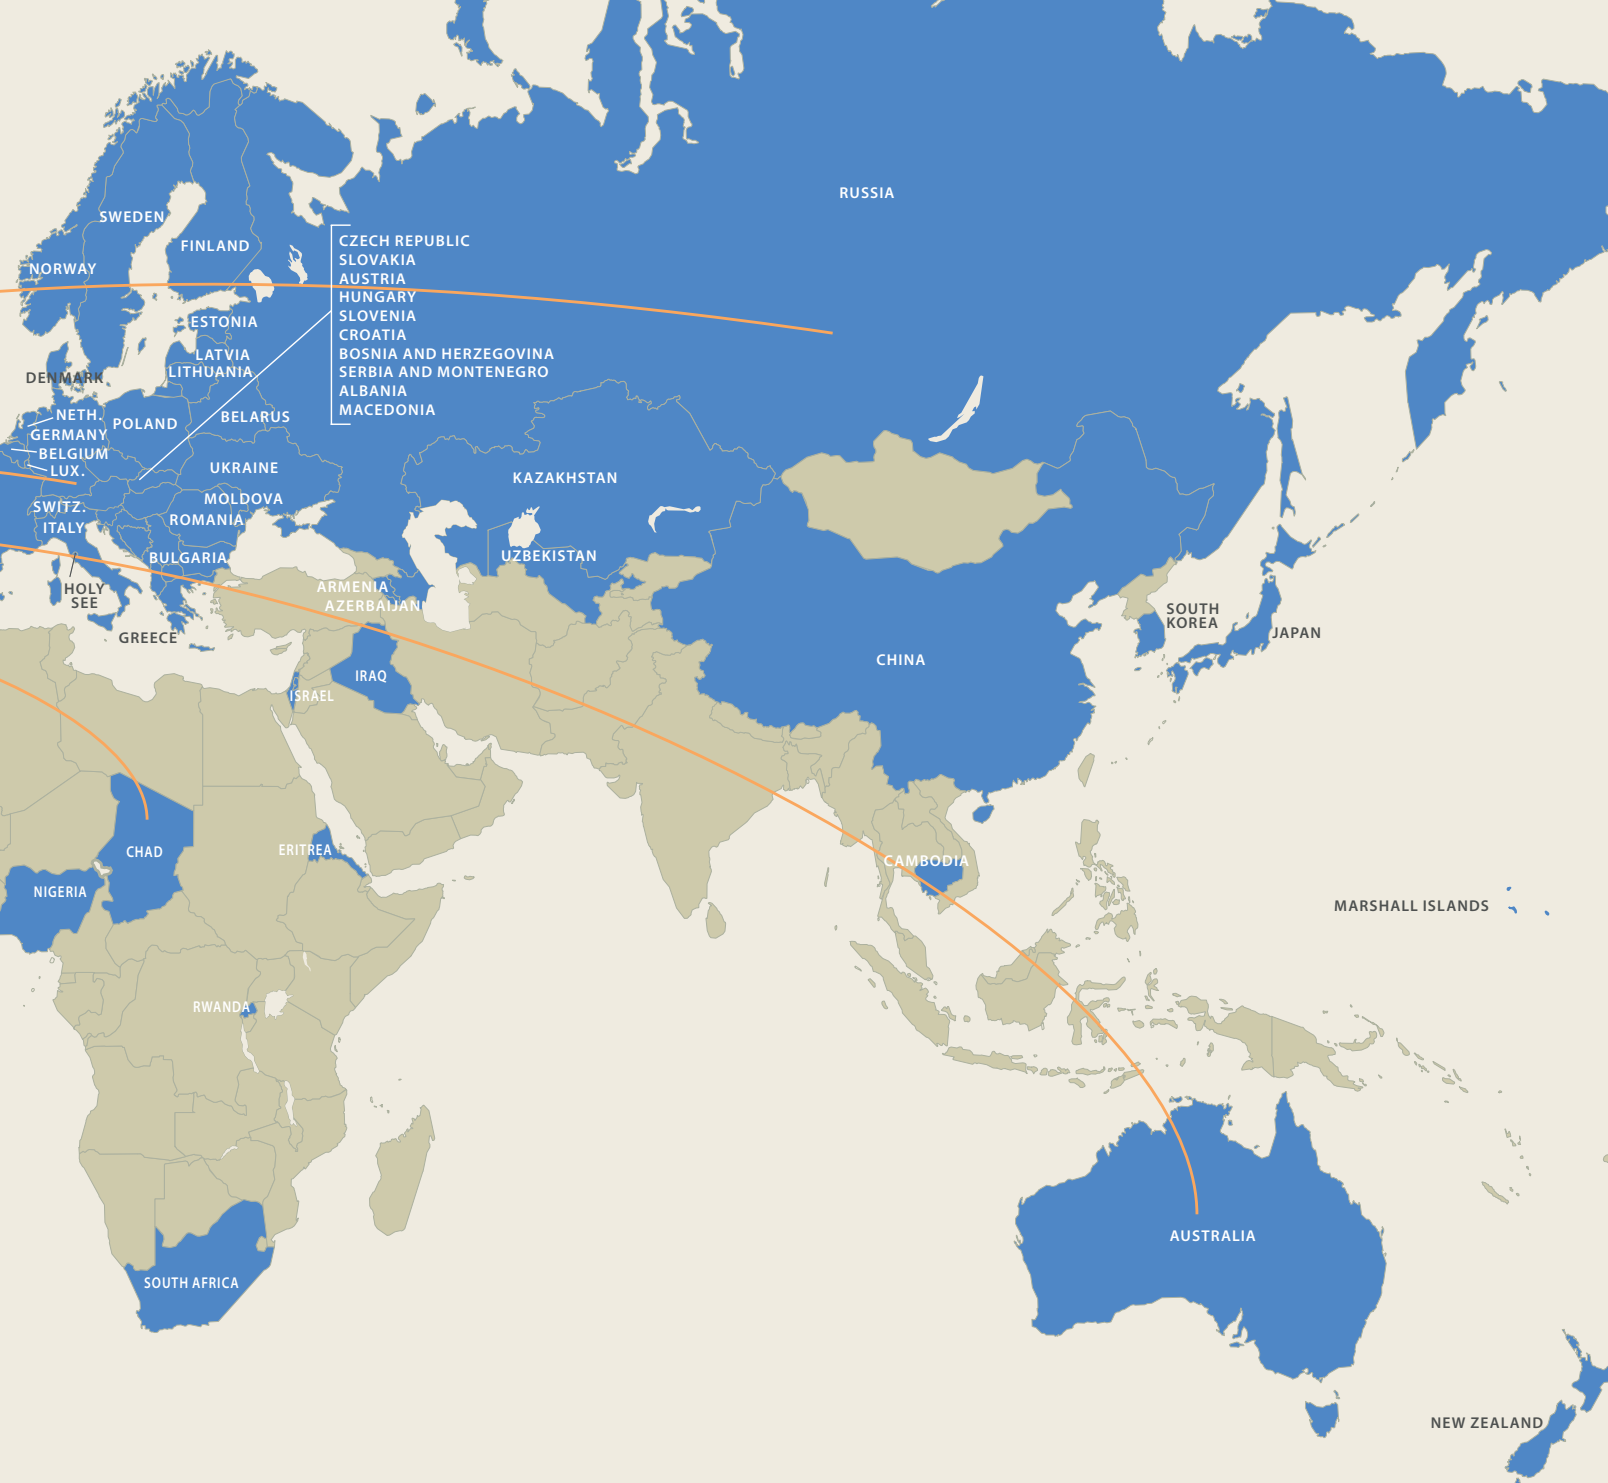 RUSSIA
SWEDEN
FINLAND
NORWAY
CZECH REPUBLIC
SLOVAKIA
AUSTRIA
HUNGARY
SLOVENIA
CROATIA
BOSNIA AND HERZEGOVINA
SERBIA AND MONTENEGRO
ALBANIA
MACEDONIA
ESTONIA
LATVIA
LITHUANIA
DENMARK
NETH.
POLAND
BELARUS
GERMANY
BELGIUM
LUX.
UKRAINE
KAZAKHSTAN
SWITZ.
MOLDOVA
ITALY
ROMANIA
BULGARIA
UZBEKISTAN
HOLY
SEE
ARMENIA
AZERBAIJAN
GREECE
SOUTH
KOREA
JAPAN
CHINA
IRAQ
ISRAEL
CHAD
ERITREA
CAMBODIA
NIGERIA
MARSHALL ISLANDS
RWANDA
AUSTRALIA
SOUTH AFRICA
NEW ZEALAND